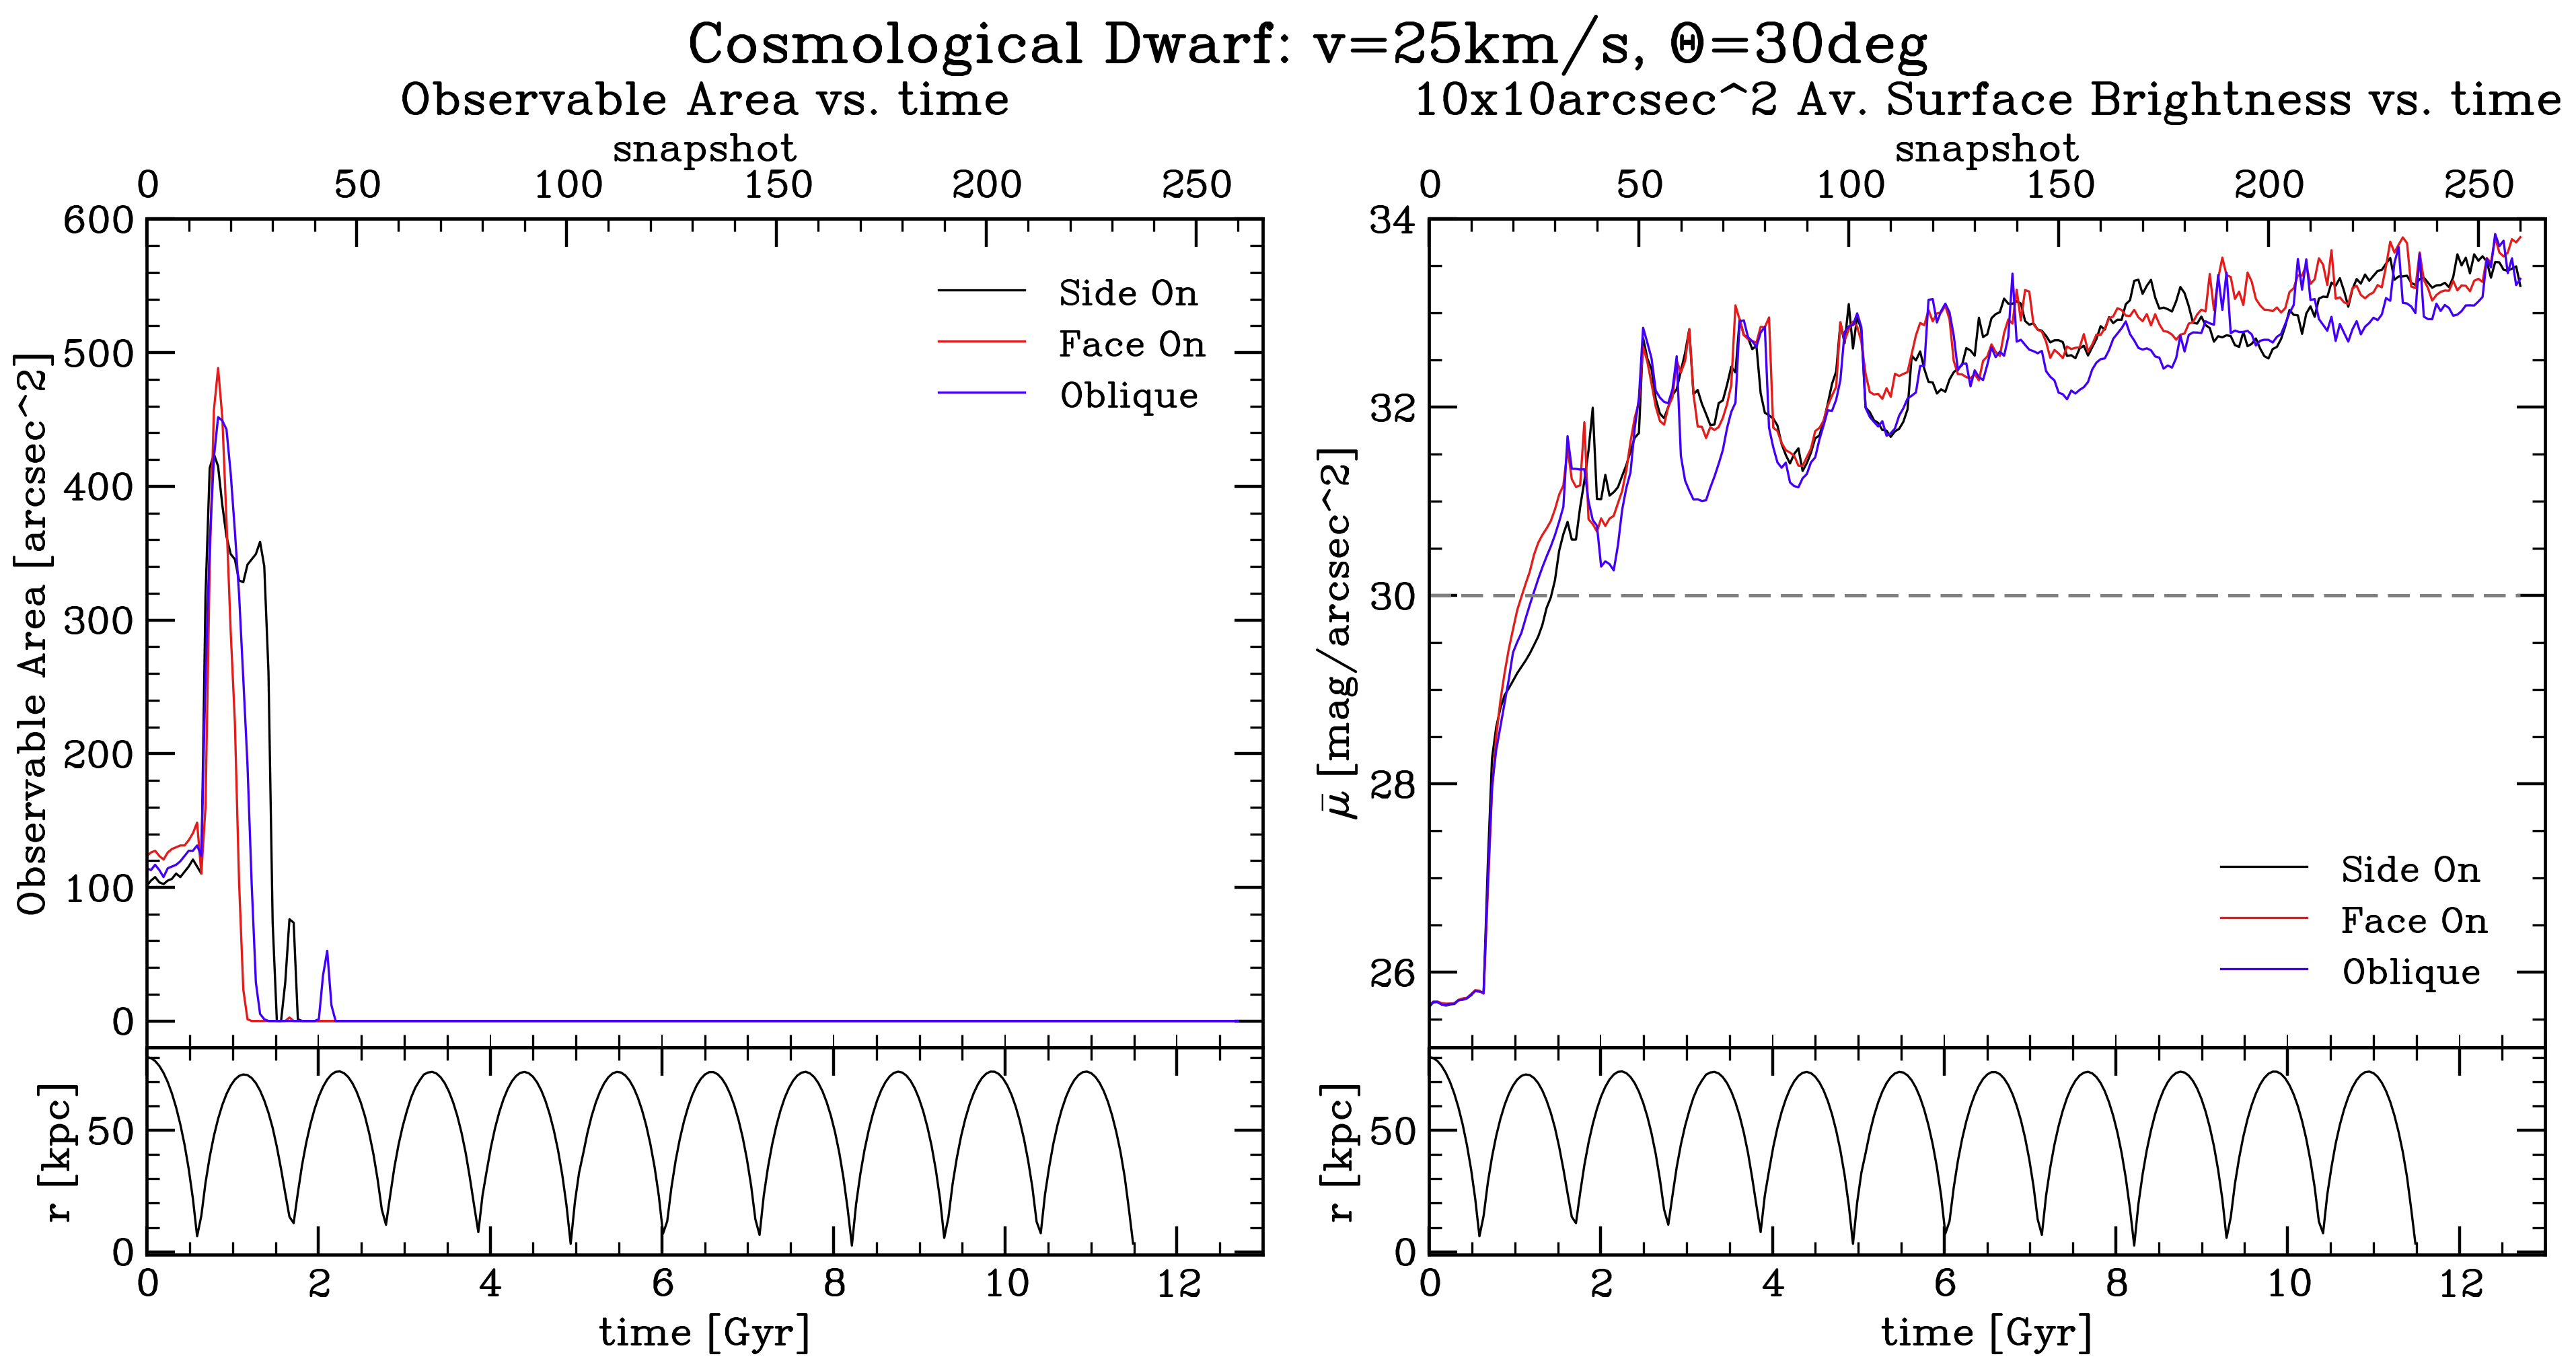 Cosmological Dwarf: v=25km/s, Θ=30deg
Observable Area vs. time
snapshot
0 50 100 150 200 250
600
500
400
300
200
100
0
Observable Area [arcsec^2]
Side On
Face On
Oblique
50
0
r [kpc]
0 2 4 6 8 10 12
time [Gyr]
10x10arcsec^2 Av. Surface Brightness vs. time
snapshot
0 50 100 150 200 250
34
32
30
28
26
μ̄ [mag/arcsec^2]
Side On
Face On
Oblique
50
0
r [kpc]
0 2 4 6 8 10 12
time [Gyr]